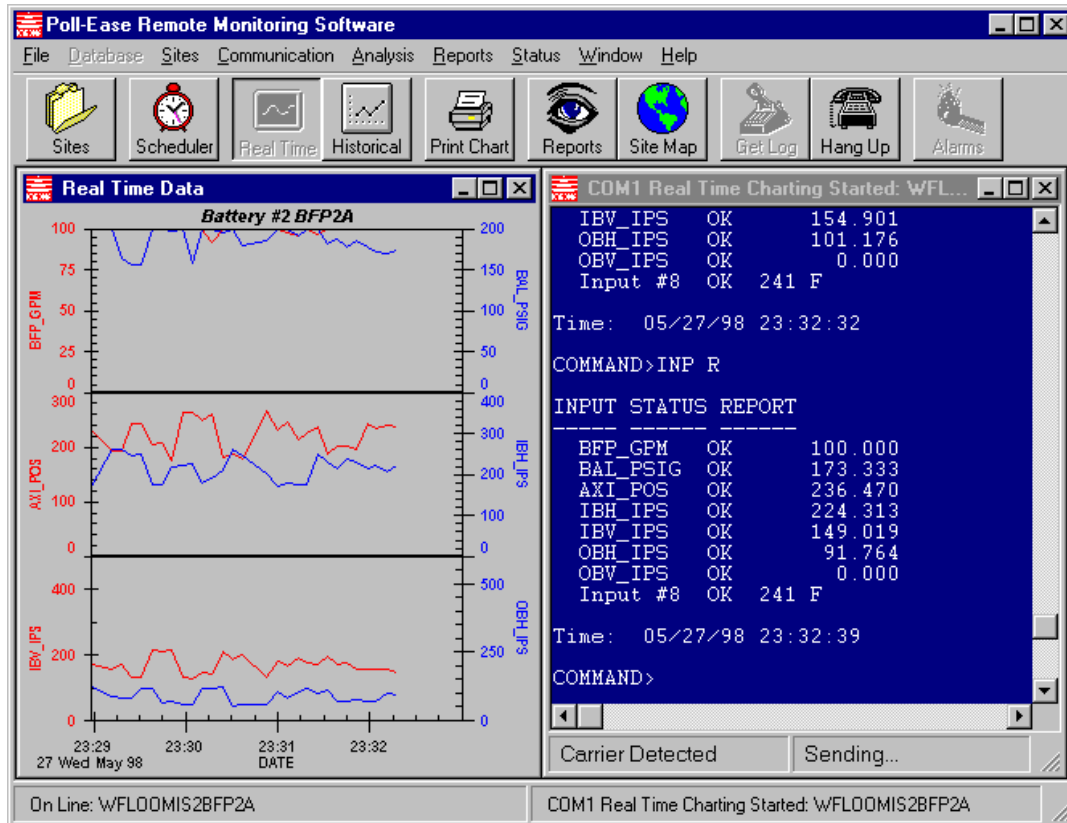 Poll-Ease Remote Monitoring Software
File Database Sites Communication Analysis Reports Status Window Help
Sites Scheduler Real Time Historical Print Chart Reports Site Map Get Log Hang Up Alarms
Real Time Data
Battery #2 BFP2A
100
75
50
25
0
BFP_GPM
200
150
100
50
0
BAL_PSIG
300
200
100
0
AXI_POS
400
300
200
100
0
IBH_IPS
400
200
0
IBV_IPS
500
250
0
OBH_IPS
23:29 23:30 23:31 23:32
27 Wed May 98 DATE
COM1 Real Time Charting Started: WFL...
IBV_IPS OK 154.901
OBH_IPS OK 101.176
OBV_IPS OK 0.000
Input #8 OK 241 F
Time: 05/27/98 23:32:32
COMMAND>INP R
INPUT STATUS REPORT
----- ------ ------
BFP_GPM OK 100.000
BAL_PSIG OK 173.333
AXI_POS OK 236.470
IBH_IPS OK 224.313
IBV_IPS OK 149.019
OBH_IPS OK 91.764
OBV_IPS OK 0.000
Input #8 OK 241 F
Time: 05/27/98 23:32:39
COMMAND>
Carrier Detected Sending...
On Line: WFLOOMIS2BFP2A COM1 Real Time Charting Started: WFLOOMIS2BFP2A